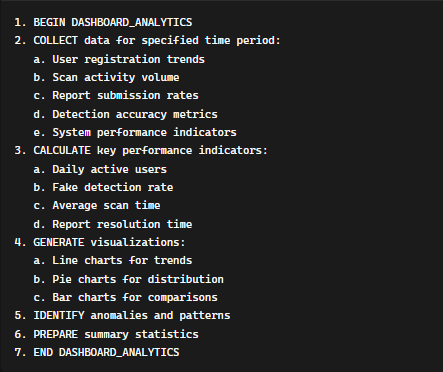 1. BEGIN DASHBOARD_ANALYTICS
2. COLLECT data for specified time period:
a. User registration trends
b. Scan activity volume
c. Report submission rates
d. Detection accuracy metrics
e. System performance indicators
3. CALCULATE key performance indicators:
a. Daily active users
b. Fake detection rate
c. Average scan time
d. Report resolution time
4. GENERATE visualizations:
a. Line charts for trends
b. Pie charts for distribution
c. Bar charts for comparisons
5. IDENTIFY anomalies and patterns
6. PREPARE summary statistics
7. END DASHBOARD_ANALYTICS